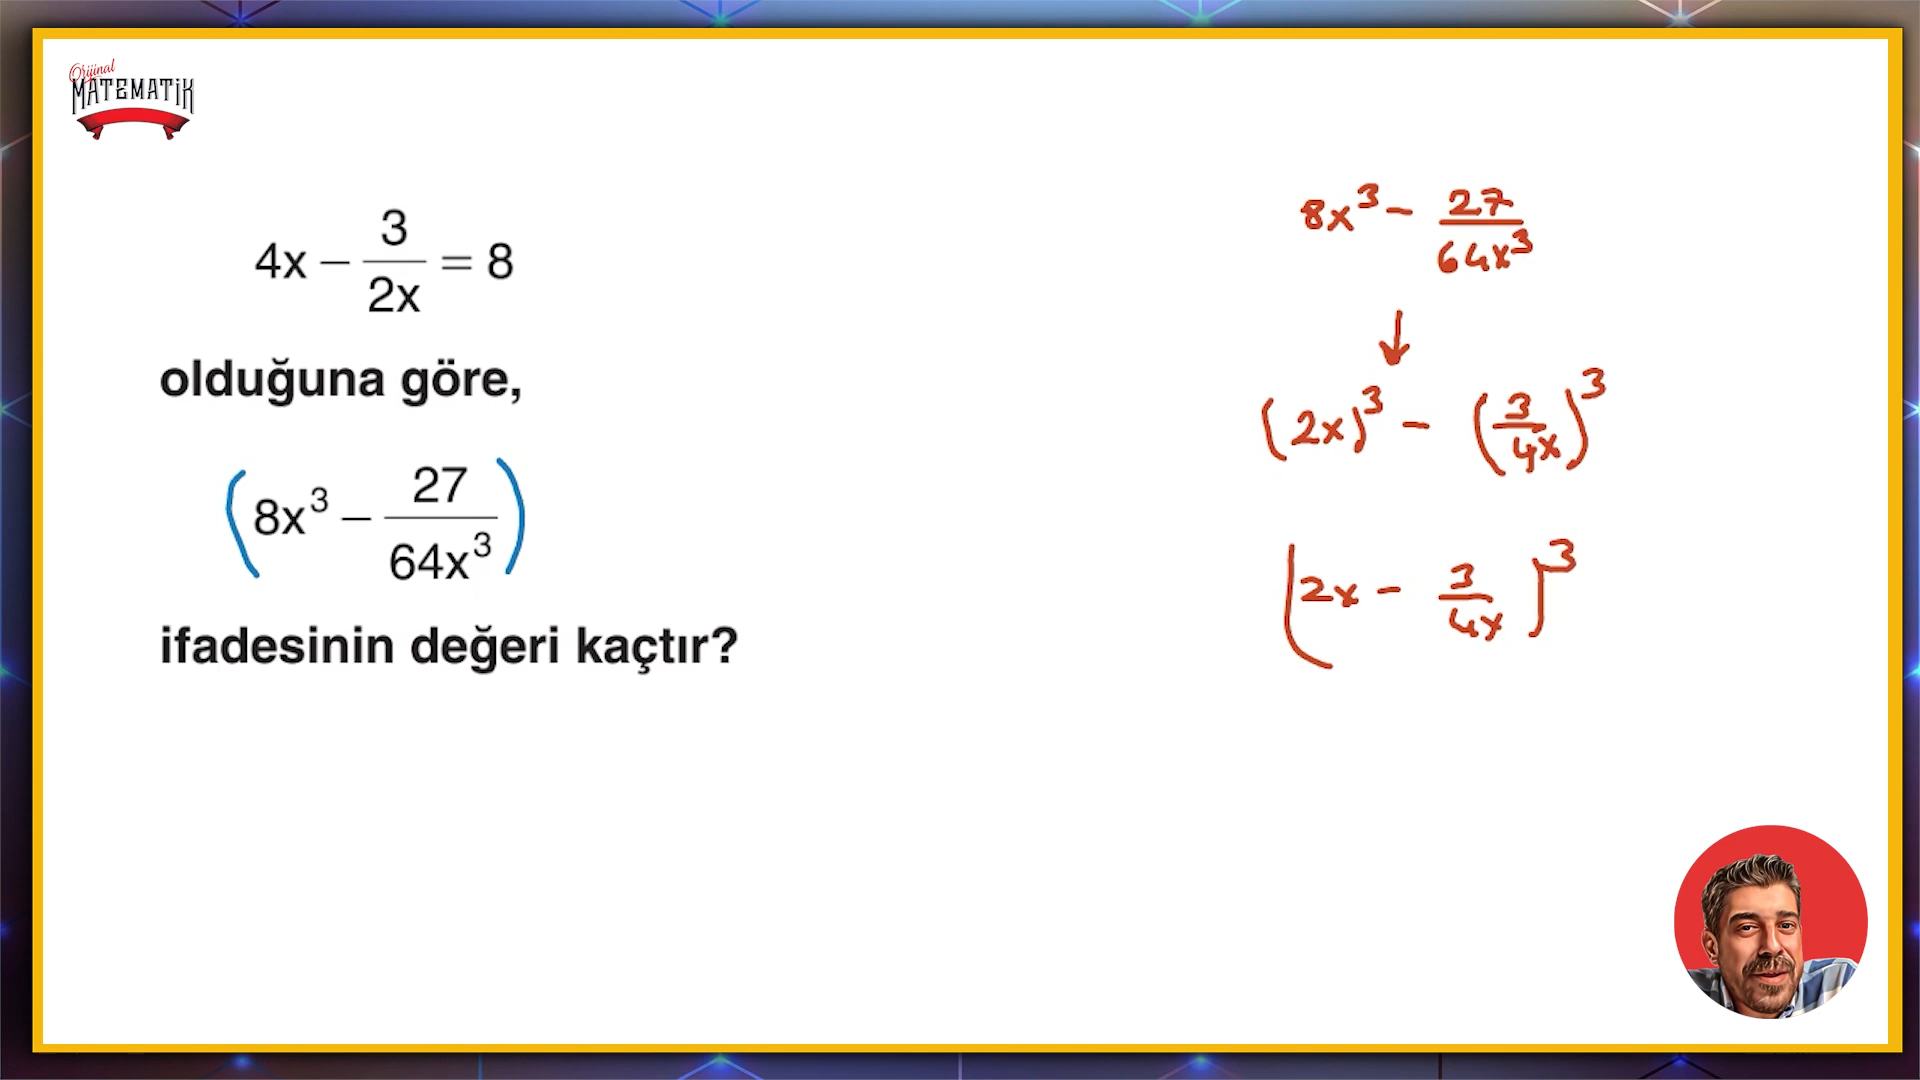 Orijinal
MATEMATİK
4x − 3/2x = 8
olduğuna göre,
(8x³ − 27/64x³)
ifadesinin değeri kaçtır?
8x³ − 27/64x³
↓
(2x)³ − (3/4x)³
(2x − 3/4x)³